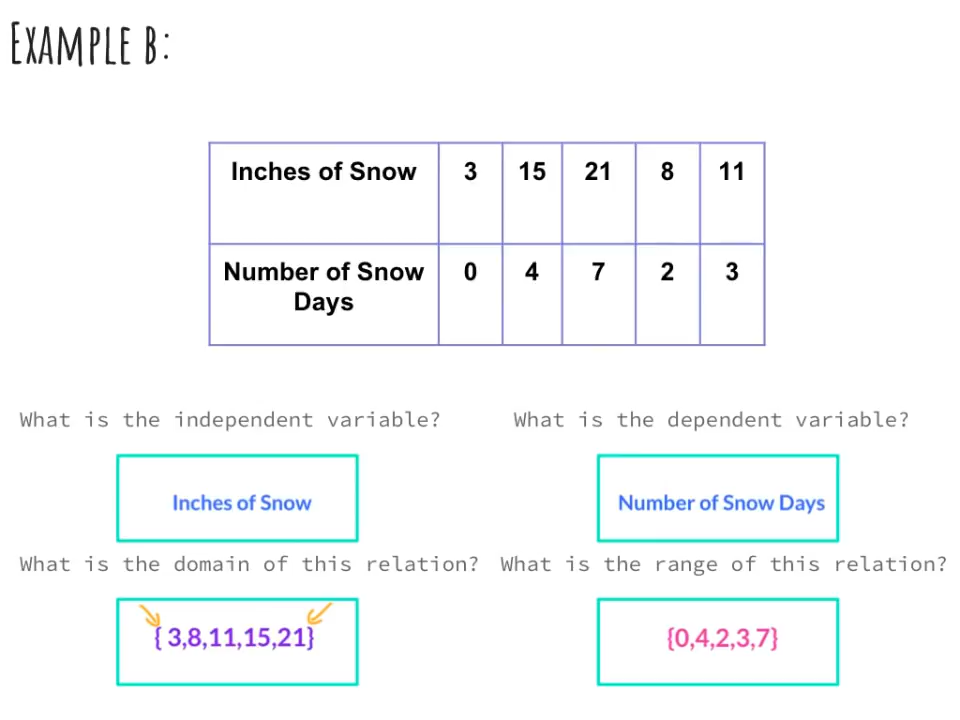 EXAMPLE B:
Inches of Snow 3 15 21 8 11
Number of Snow 0 4 7 2 3
Days
What is the independent variable? What is the dependent variable?
Inches of Snow Number of Snow Days
What is the domain of this relation? What is the range of this relation?
{ 3,8,11,15,21} {0,4,2,3,7}